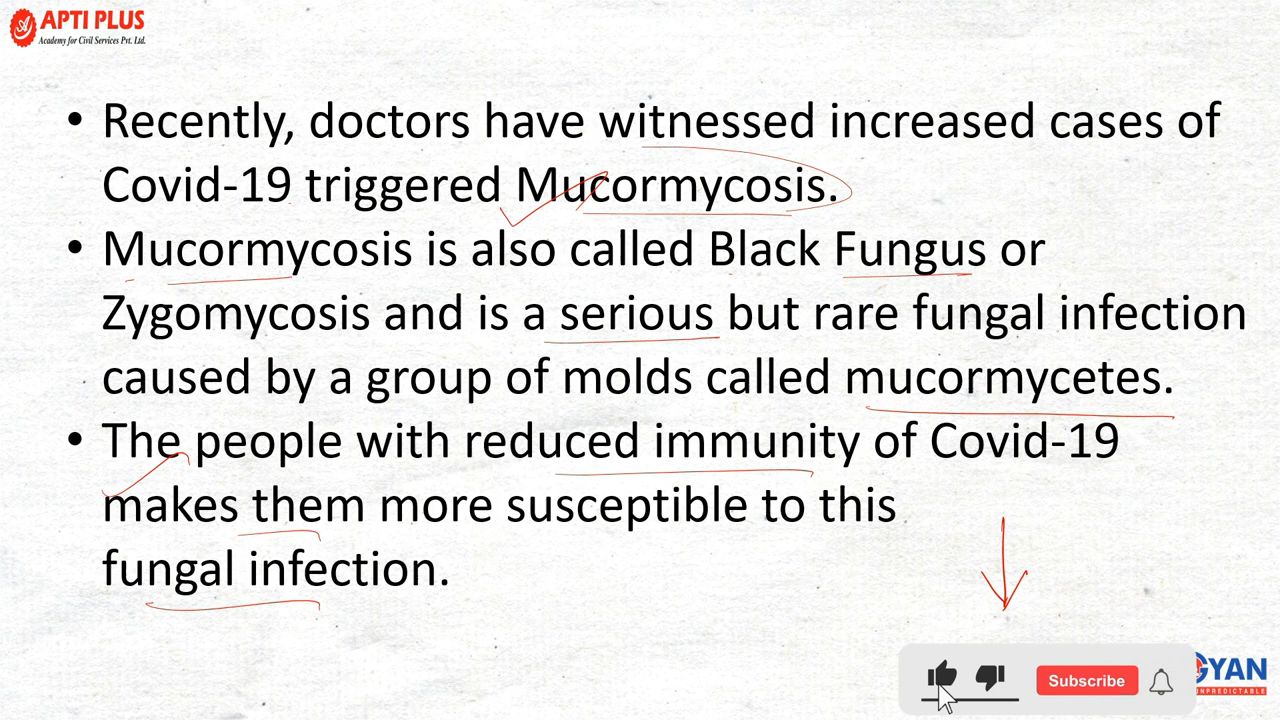 APTI PLUS
Academy for Civil Services Pvt. Ltd.
• Recently, doctors have witnessed increased cases of
Covid-19 triggered Mucormycosis.
• Mucormycosis is also called Black Fungus or
Zygomycosis and is a serious but rare fungal infection
caused by a group of molds called mucormycetes.
• The people with reduced immunity of Covid-19
makes them more susceptible to this
fungal infection.
Subscribe